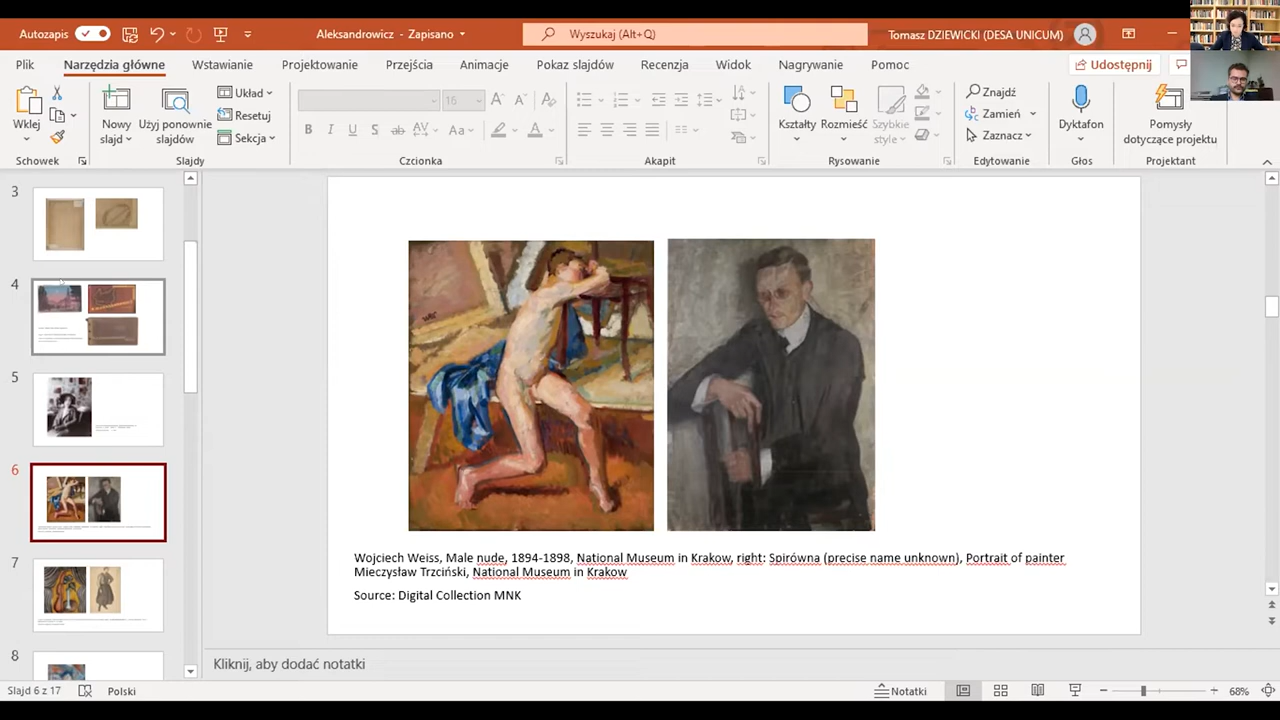 Autozapis
Aleksandrowicz - Zapisano
Wyszukaj (Alt+Q)
Tomasz DZIEWICKI (DESA UNICUM)
Plik
Narzędzia główne
Wstawianie
Projektowanie
Przejścia
Animacje
Pokaz slajdów
Recenzja
Widok
Nagrywanie
Pomoc
Udostępnij
Wklej
Nowy slajd
Użyj ponownie slajdów
Układ
Resetuj
Sekcja
16
Kształty
Rozmieść
Szybkie style
Znajdź
Zamień
Zaznacz
Dyktafon
Pomysły dotyczące projektu
Schowek
Slajdy
Czcionka
Akapit
Rysowanie
Edytowanie
Głos
Projektant
3
4
5
6
7
8
Wojciech Weiss, Male nude, 1894-1898, National Museum in Krakow, right: Spirówna (precise name unknown), Portrait of painter
Mieczysław Trzciński, National Museum in Krakow
Source: Digital Collection MNK
Kliknij, aby dodać notatki
Slajd 6 z 17
Polski
Notatki
68%